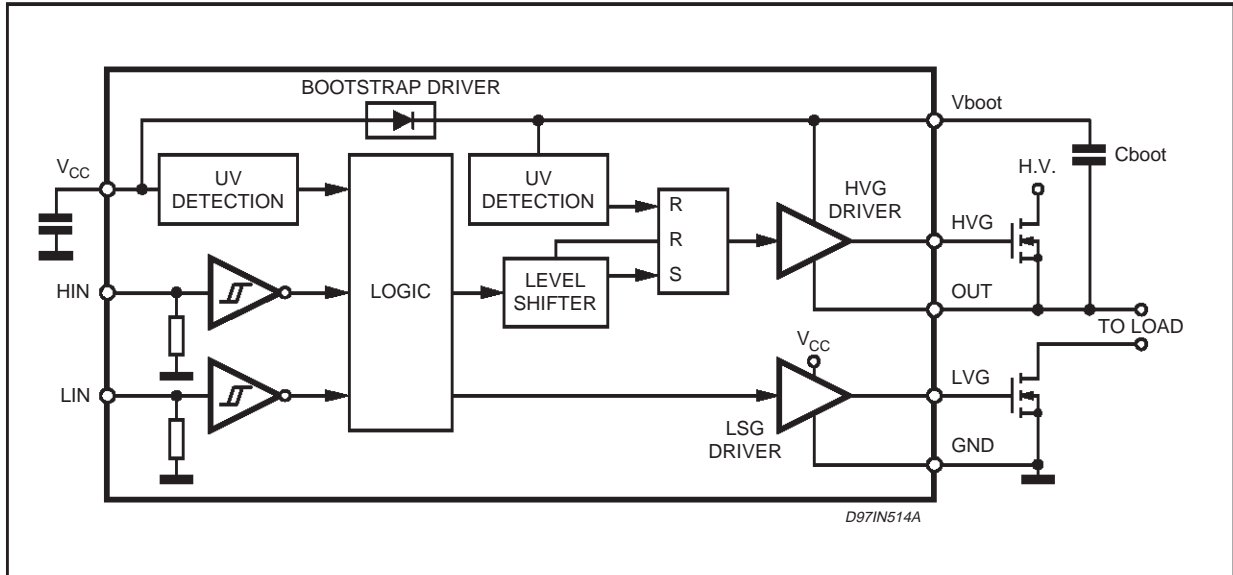 BOOTSTRAP DRIVER
Vboot
VCC
UV
DETECTION
UV
DETECTION
HVG
DRIVER
H.V.
Cboot
R
R
S
HVG
HIN
LOGIC
LEVEL
SHIFTER
OUT
TO LOAD
VCC
LIN
LVG
LSG
DRIVER
GND
D97IN514A